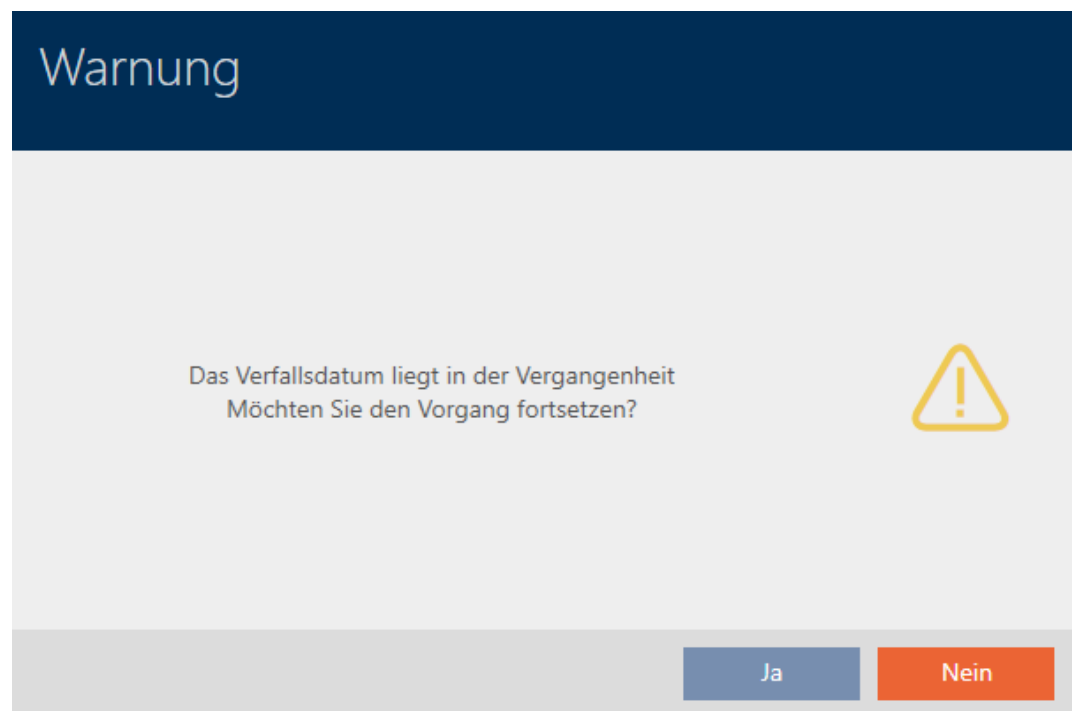 Warnung
Das Verfallsdatum liegt in der Vergangenheit
Möchten Sie den Vorgang fortsetzen?
Ja
Nein